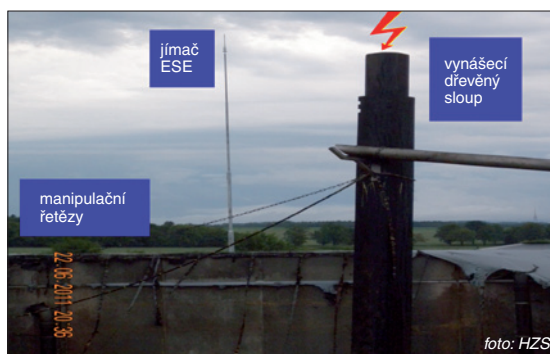 jímač
ESE
vynášecí
dřevěný
sloup
manipulační
řetězy
22.06.2011 20:36
foto: HZS